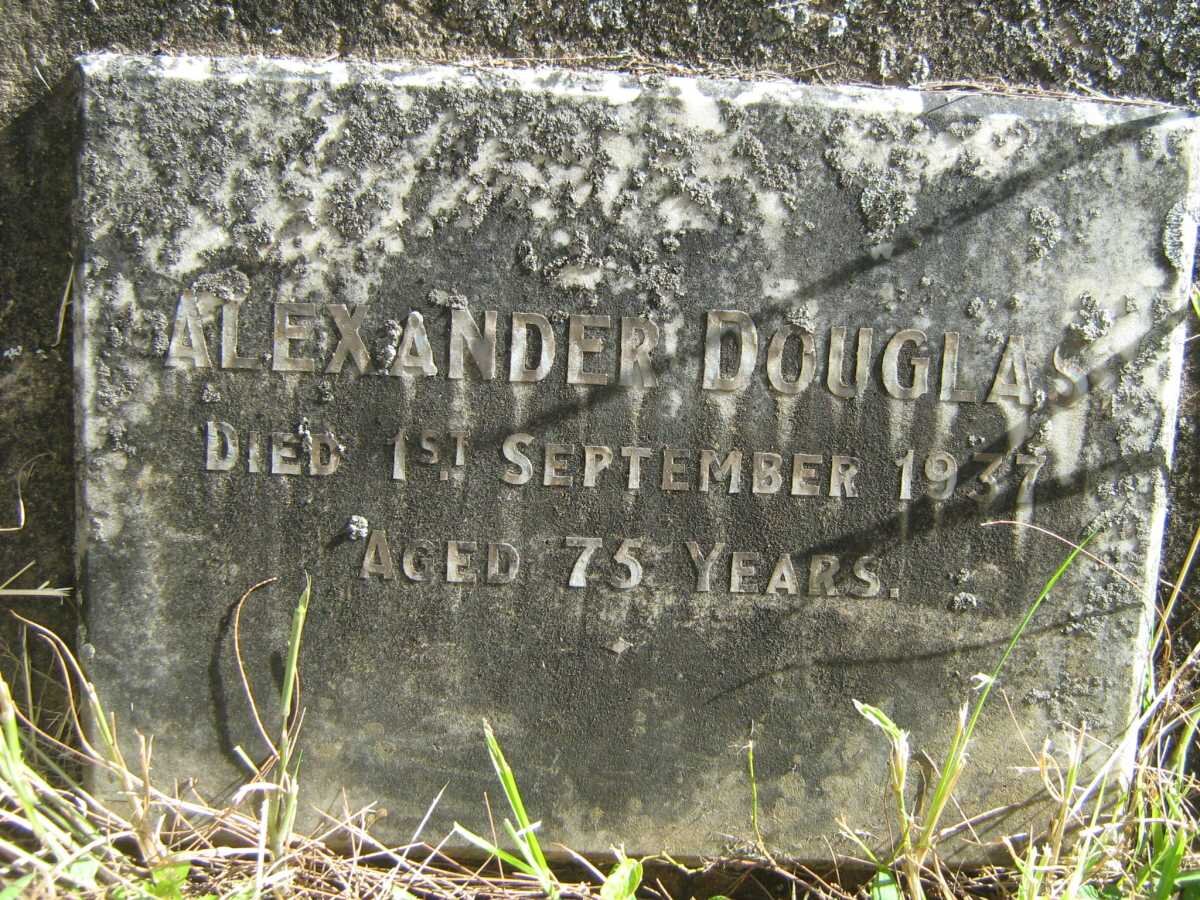 ALEXANDER DOUGLAS
DIED 1ST. SEPTEMBER 1937
AGED 75 YEARS.